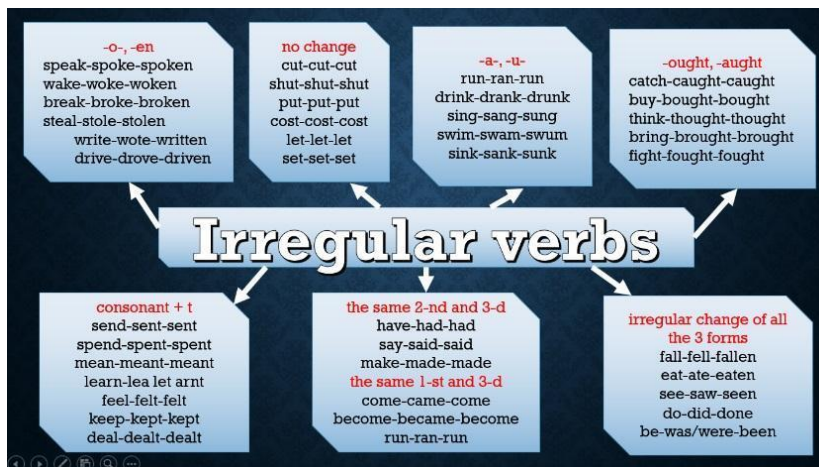 -o-, -en
speak-spoke-spoken
wake-woke-woken
break-broke-broken
steal-stole-stolen
write-wote-written
drive-drove-driven
no change
cut-cut-cut
shut-shut-shut
put-put-put
cost-cost-cost
let-let-let
set-set-set
-a-, -u-
run-ran-run
drink-drank-drunk
sing-sang-sung
swim-swam-swum
sink-sank-sunk
-ought, -aught
catch-caught-caught
buy-bought-bought
think-thought-thought
bring-brought-brought
fight-fought-fought
Irregular verbs
consonant + t
send-sent-sent
spend-spent-spent
mean-meant-meant
learn-lea let arnt
feel-felt-felt
keep-kept-kept
deal-dealt-dealt
the same 2-nd and 3-d
have-had-had
say-said-said
make-made-made
the same 1-st and 3-d
come-came-come
become-became-become
run-ran-run
irregular change of all
the 3 forms
fall-fell-fallen
eat-ate-eaten
see-saw-seen
do-did-done
be-was/were-been